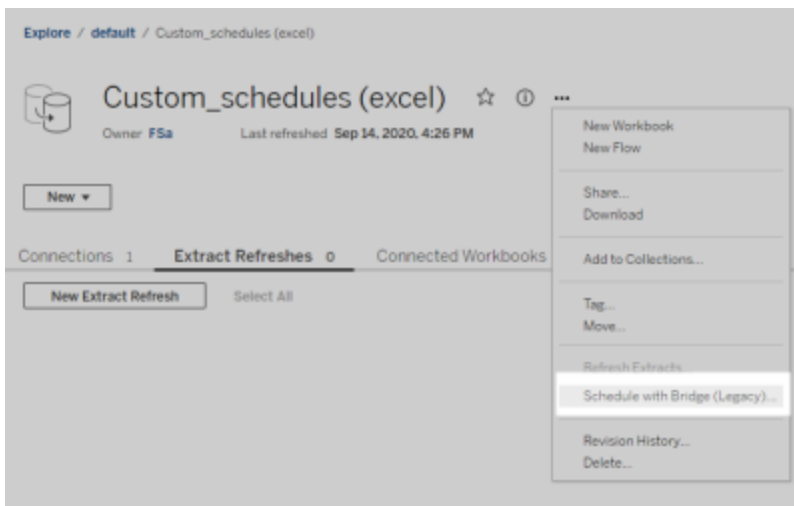 Explore / default / Custom_schedules (excel)
Custom_schedules (excel)
Owner FSa Last refreshed Sep 14, 2020, 4:26 PM
New
Connections 1 Extract Refreshes 0 Connected Workbooks
New Extract Refresh Select All
New Workbook
New Flow
Share...
Download
Add to Collections...
Tag...
Move...
Refresh Extracts...
Schedule with Bridge (Legacy)...
Revision History...
Delete...